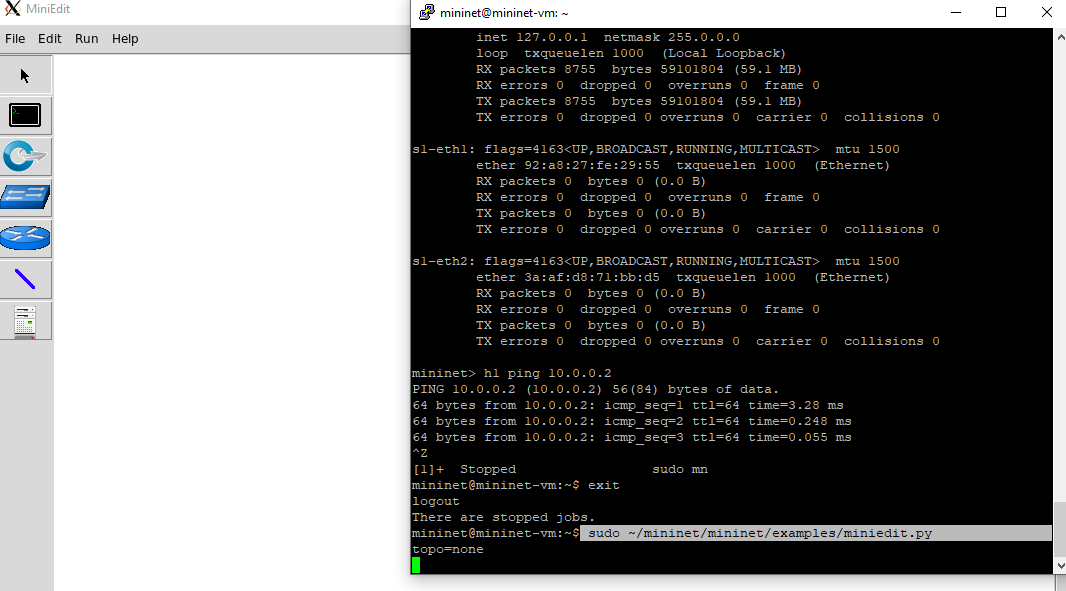 MiniEdit
File Edit Run Help
mininet@mininet-vm: ~
inet 127.0.0.1  netmask 255.0.0.0
loop  txqueuelen 1000  (Local Loopback)
RX packets 8755  bytes 59101804 (59.1 MB)
RX errors 0  dropped 0  overruns 0  frame 0
TX packets 8755  bytes 59101804 (59.1 MB)
TX errors 0  dropped 0 overruns 0  carrier 0  collisions 0
s1-eth1: flags=4163<UP,BROADCAST,RUNNING,MULTICAST>  mtu 1500
ether 92:a8:27:fe:29:55  txqueuelen 1000  (Ethernet)
RX packets 0  bytes 0 (0.0 B)
RX errors 0  dropped 0  overruns 0  frame 0
TX packets 0  bytes 0 (0.0 B)
TX errors 0  dropped 0 overruns 0  carrier 0  collisions 0
s1-eth2: flags=4163<UP,BROADCAST,RUNNING,MULTICAST>  mtu 1500
ether 3a:af:d8:71:bb:d5  txqueuelen 1000  (Ethernet)
RX packets 0  bytes 0 (0.0 B)
RX errors 0  dropped 0  overruns 0  frame 0
TX packets 0  bytes 0 (0.0 B)
TX errors 0  dropped 0 overruns 0  carrier 0  collisions 0
mininet> h1 ping 10.0.0.2
PING 10.0.0.2 (10.0.0.2) 56(84) bytes of data.
64 bytes from 10.0.0.2: icmp_seq=1 ttl=64 time=3.28 ms
64 bytes from 10.0.0.2: icmp_seq=2 ttl=64 time=0.248 ms
64 bytes from 10.0.0.2: icmp_seq=3 ttl=64 time=0.055 ms
^Z
[1]+  Stopped                 sudo mn
mininet@mininet-vm:~$ exit
logout
There are stopped jobs.
mininet@mininet-vm:~$ sudo ~/mininet/mininet/examples/miniedit.py
topo=none